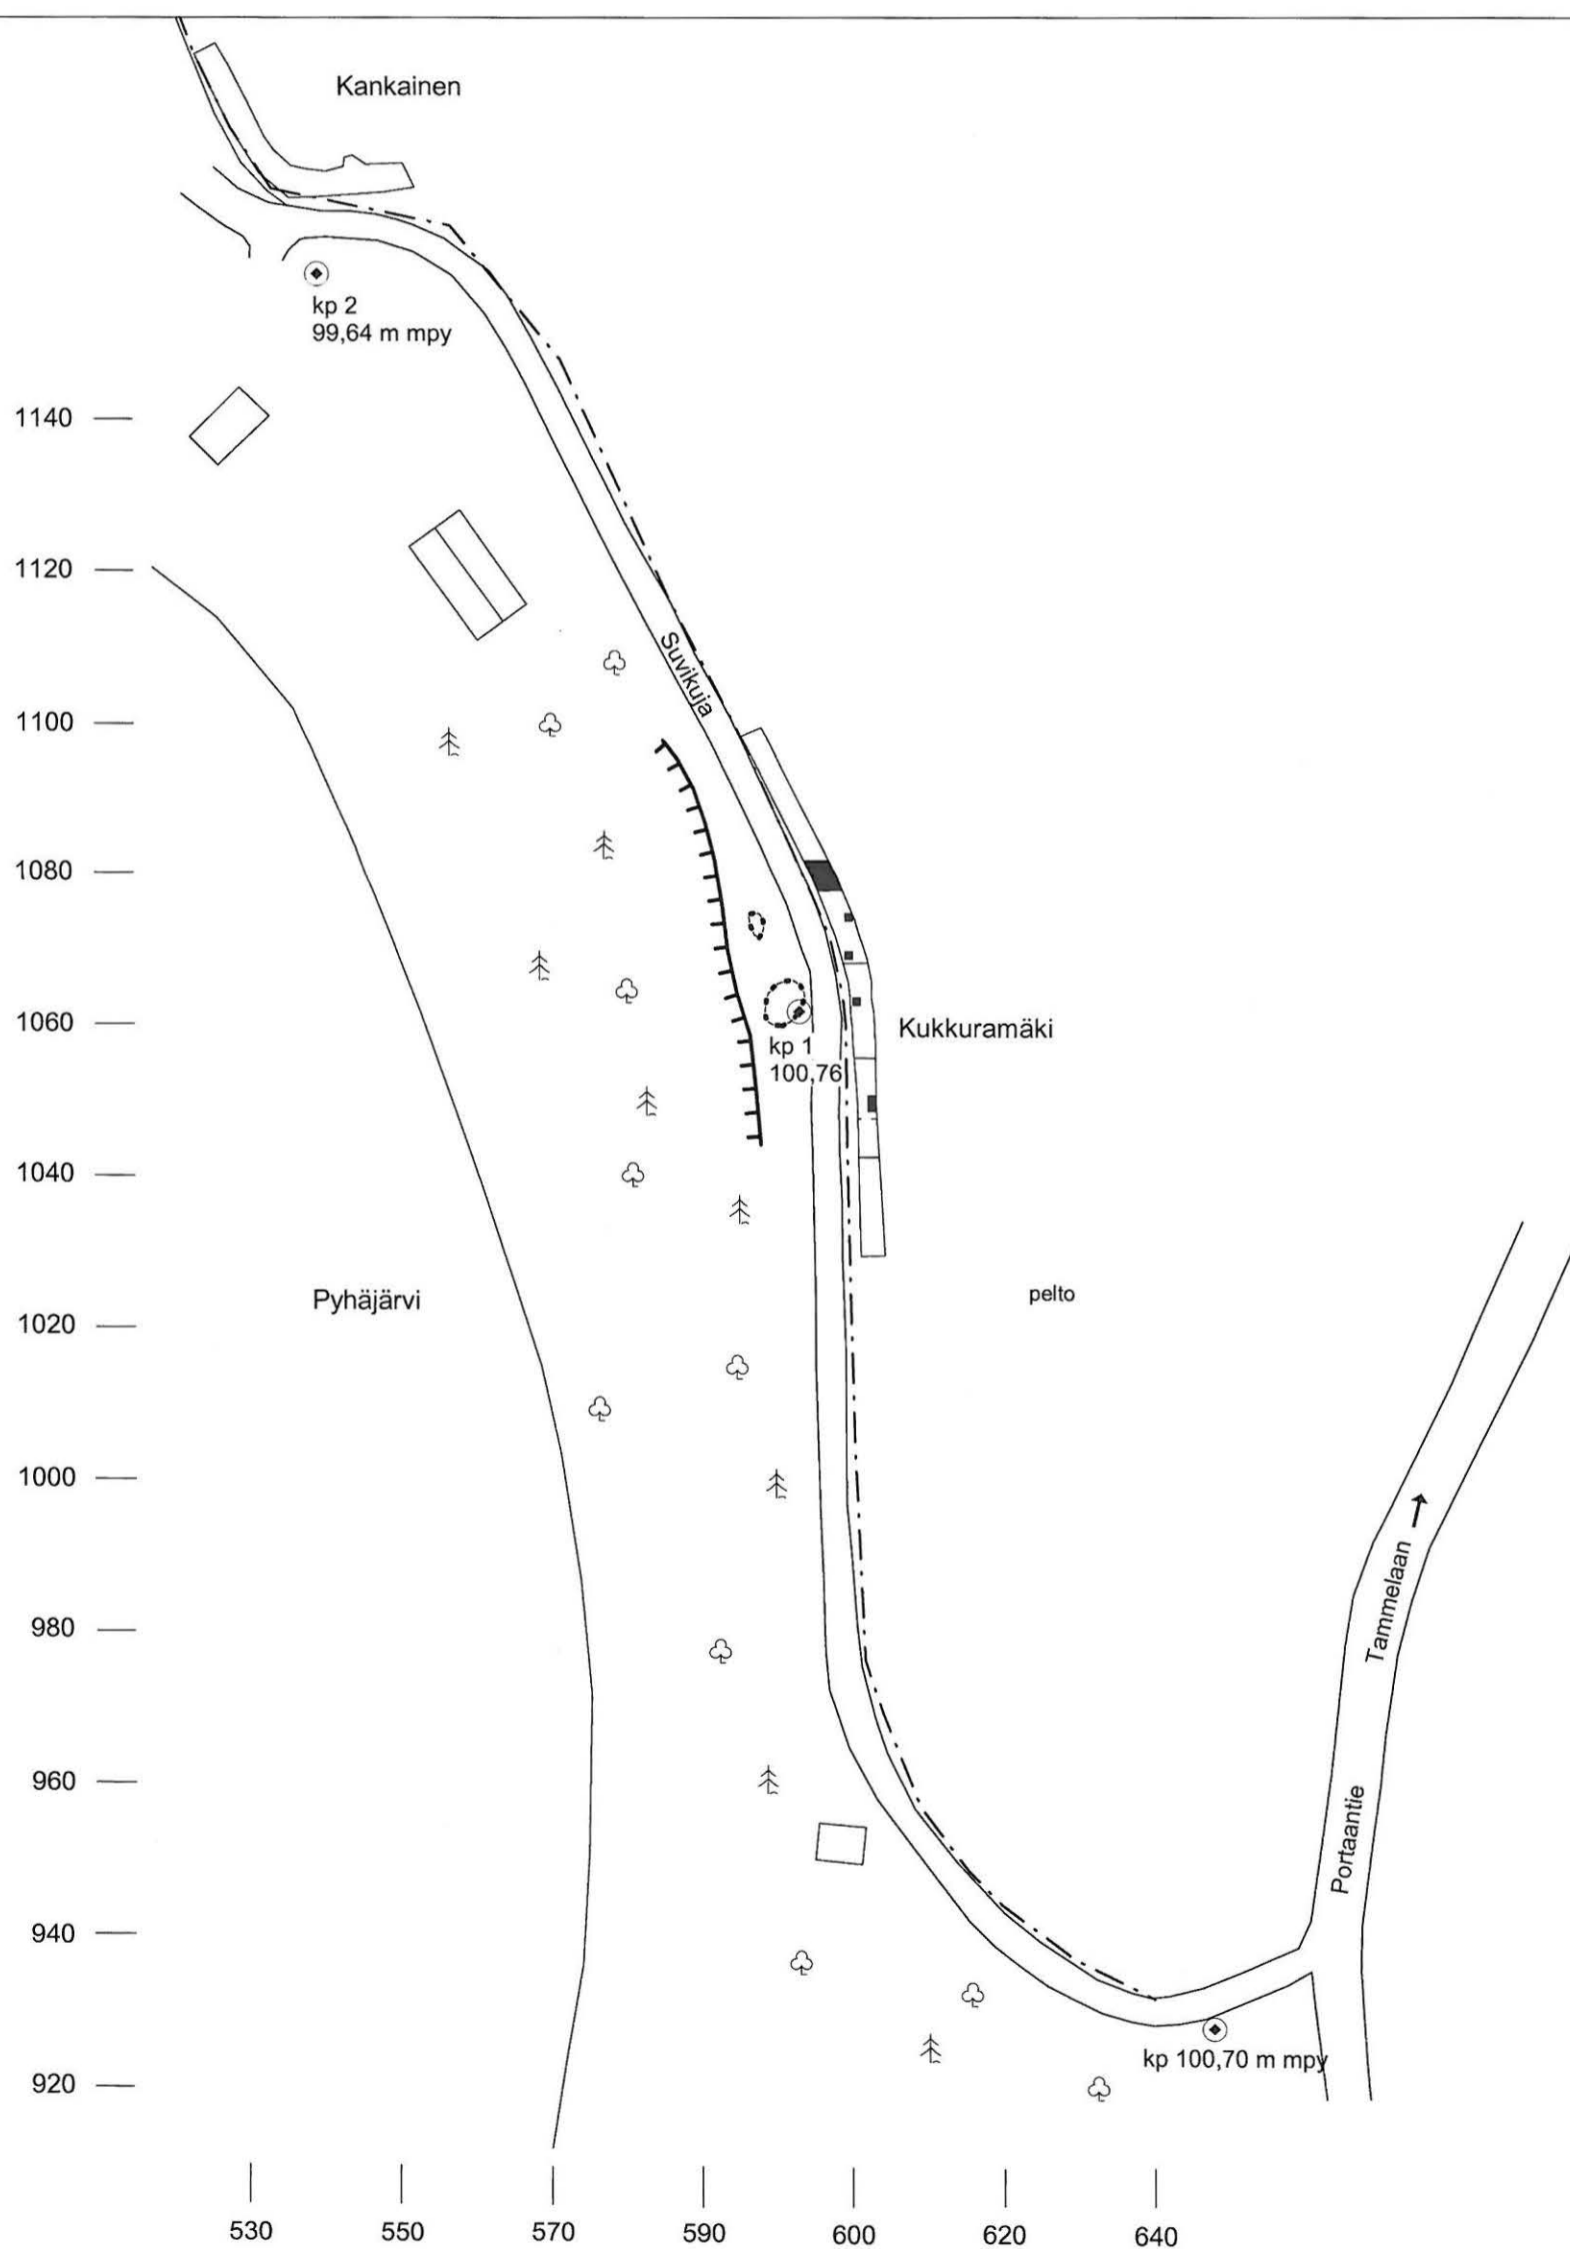 Kankainen
kp 2
99,64 m mpy
1140
1120
Suvikuja
1100
1080
1060
Kukkuramäki
kp 1
100,76
1040
Pyhäjärvi
pelto
1020
1000
Tammelaan
980
960
Portaantie
940
kp 100,70 m mpy
920
530 550 570 590 600 620 640